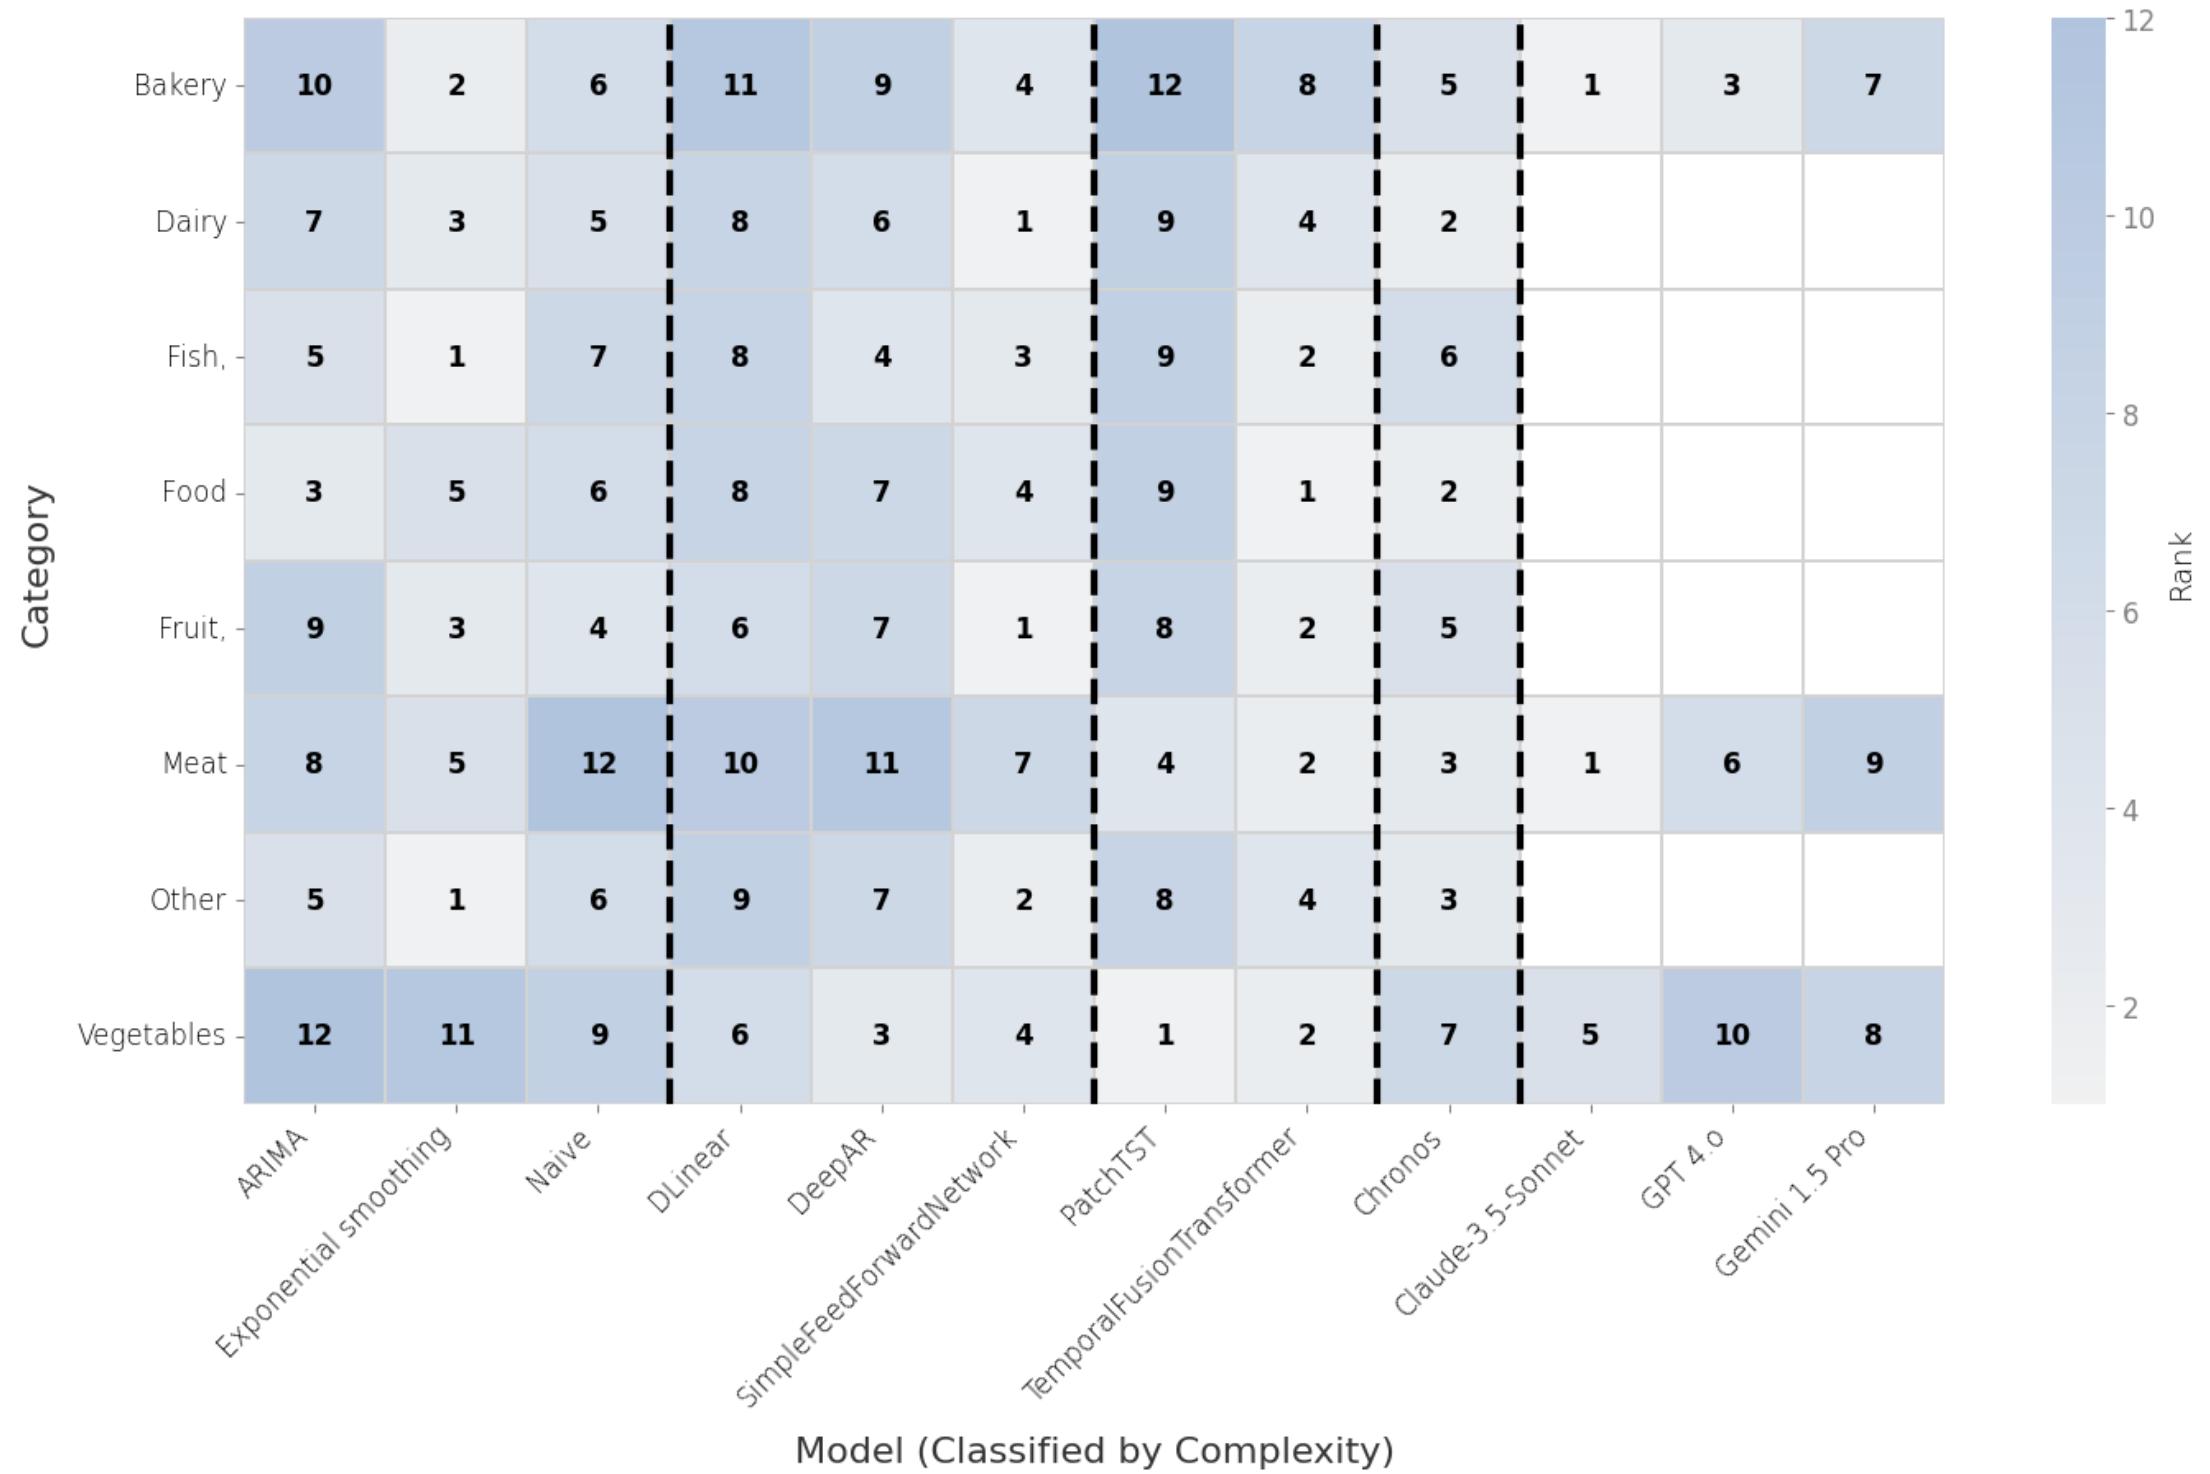 Category
Bakery 10 2 6 11 9 4 12 8 5 1 3 7
Dairy 7 3 5 8 6 1 9 4 2
Fish, 5 1 7 8 4 3 9 2 6
Food 3 5 6 8 7 4 9 1 2
Fruit, 9 3 4 6 7 1 8 2 5
Meat 8 5 12 10 11 7 4 2 3 1 6 9
Other 5 1 6 9 7 2 8 4 3
Vegetables 12 11 9 6 3 4 1 2 7 5 10 8
ARIMA
Exponential smoothing
Naive
DLinear
DeepAR
SimpleFeedForwardNetwork
PatchTST
TemporalFusionTransformer
Chronos
Claude-3.5-Sonnet
GPT 4.o
Gemini 1.5 Pro
Model (Classified by Complexity)
12
10
8
6
4
2
Rank